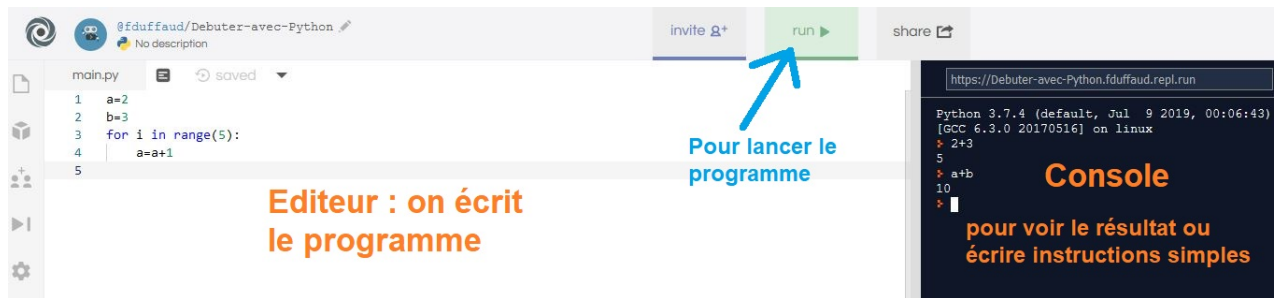 @fduffaud/Debuter-avec-Python
No description
invite
run
share
main.py
saved
1 a=2
2 b=3
3 for i in range(5):
4 a=a+1
5
Editeur : on écrit
le programme
Pour lancer le
programme
https://Debuter-avec-Python.fduffaud.repl.run
Python 3.7.4 (default, Jul 9 2019, 00:06:43)
[GCC 6.3.0 20170516] on linux
> 2+3
5
> a+b
10
>
Console
pour voir le résultat ou
écrire instructions simples